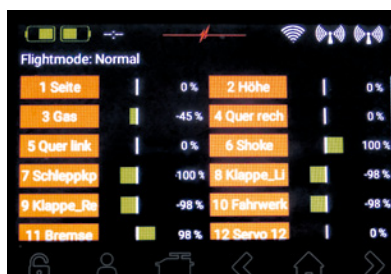 Flightmode: Normal
1 Seite 0 % 2 Höhe 0 %
3 Gas -45 % 4 Quer rech 0 %
5 Quer link 0 % 6 Shoke 100 %
7 Schleppkp -100 % 8 Klappe_Li -98 %
9 Klappe_Re -98 % 10 Fahrwerk -98 %
11 Bremse 98 % 12 Servo 12 0 %